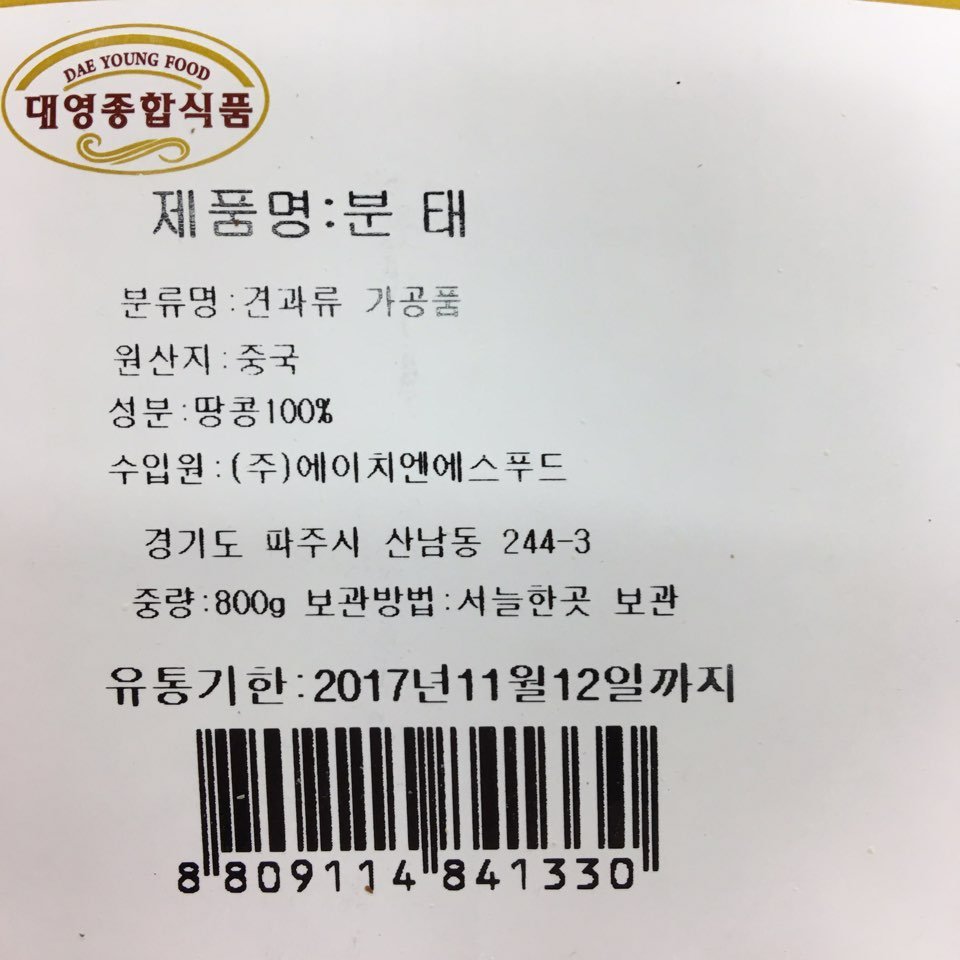 DAE YOUNG FOOD
대영종합식품
제품명:분 태
분류명:견과류 가공품
원산지:중국
성분:땅콩100%
수입원:(주)에이치엔에스푸드
경기도 파주시 산남동 244-3
중량:800g 보관방법:서늘한곳 보관
유통기한:2017년11월12일까지
8 809114 841330